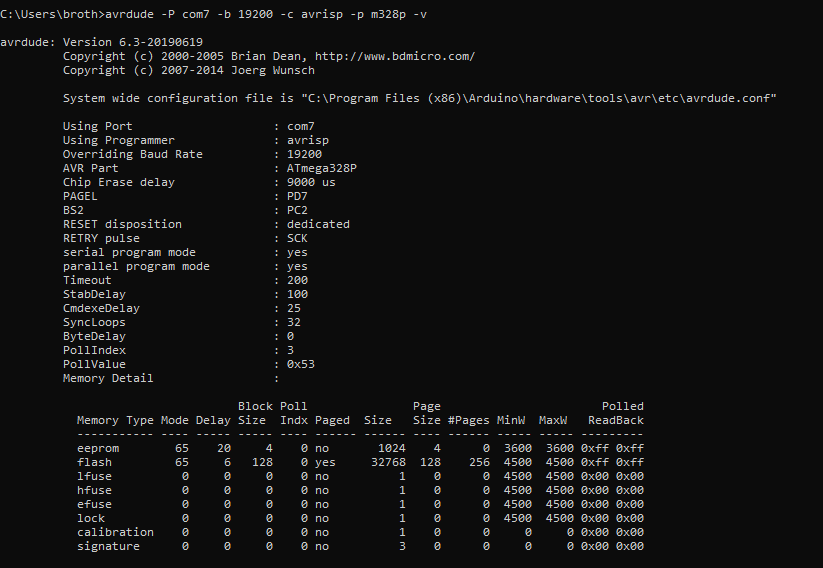 C:\Users\broth>avrdude -P com7 -b 19200 -c avrisp -p m328p -v
avrdude: Version 6.3-20190619
Copyright (c) 2000-2005 Brian Dean, http://www.bdmicro.com/
Copyright (c) 2007-2014 Joerg Wunsch
System wide configuration file is "C:\Program Files (x86)\Arduino\hardware\tools\avr\etc\avrdude.conf"
Using Port : com7
Using Programmer : avrisp
Overriding Baud Rate : 19200
AVR Part : ATmega328P
Chip Erase delay : 9000 us
PAGEL : PD7
BS2 : PC2
RESET disposition : dedicated
RETRY pulse : SCK
serial program mode : yes
parallel program mode : yes
Timeout : 200
StabDelay : 100
CmdexeDelay : 25
SyncLoops : 32
ByteDelay : 0
PollIndex : 3
PollValue : 0x53
Memory Detail :
Block Poll Page Polled
Memory Type Mode Delay Size Indx Paged Size Size #Pages MinW MaxW ReadBack
----------- ---- ----- ----- ---- ------ ------ ---- ------ ----- ----- ---------
eeprom 65 20 4 0 no 1024 4 0 3600 3600 0xff 0xff
flash 65 6 128 0 yes 32768 128 256 4500 4500 0xff 0xff
lfuse 0 0 0 0 no 1 0 0 4500 4500 0x00 0x00
hfuse 0 0 0 0 no 1 0 0 4500 4500 0x00 0x00
efuse 0 0 0 0 no 1 0 0 4500 4500 0x00 0x00
lock 0 0 0 0 no 1 0 0 4500 4500 0x00 0x00
calibration 0 0 0 0 no 1 0 0 0 0 0x00 0x00
signature 0 0 0 0 no 3 0 0 0 0 0x00 0x00